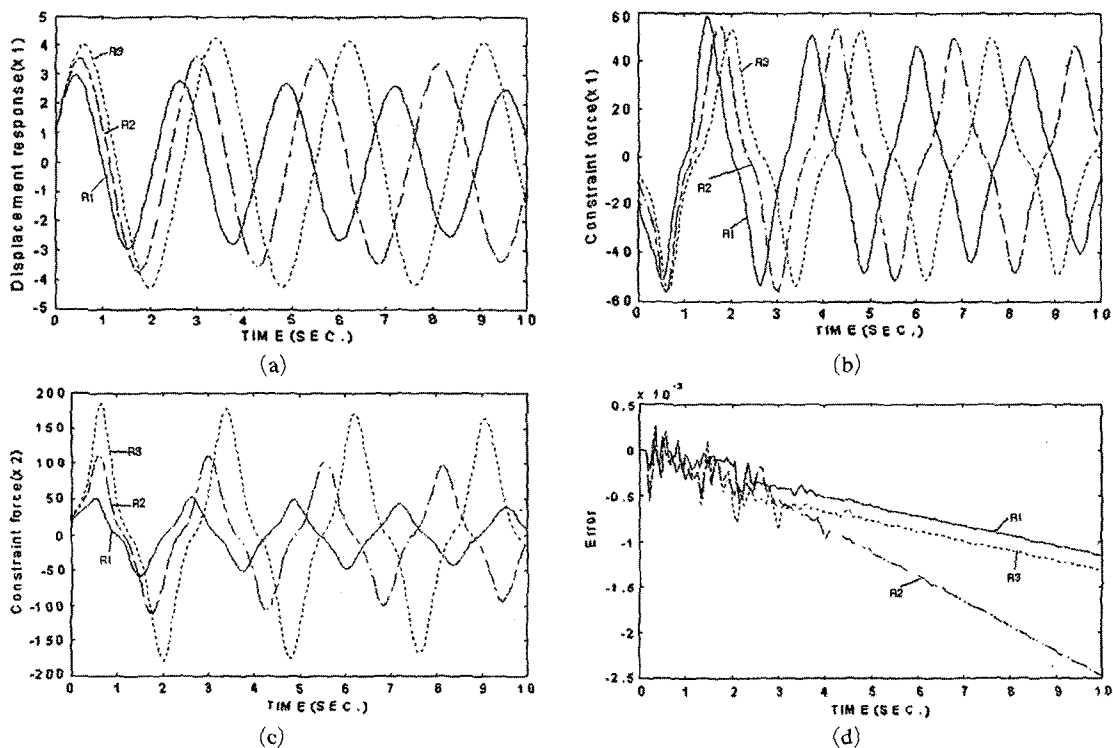 5
4
3
2
1
0
-1
-2
-3
-4
-5
Displacement response(x 1)
R3
R2
R1
0 1 2 3 4 5 6 7 8 9 10
TIME(SEC.)
(a)
60
40
20
0
-20
-40
-60
Constraint force(x 1)
R3
R2
R1
0 1 2 3 4 5 6 7 8 9 10
TIME(SEC.)
(b)
200
150
100
50
0
-50
-100
-150
-200
Constraint force(x 2)
R3
R2
R1
0 1 2 3 4 5 6 7 8 9 10
TIME(SEC.)
(c)
x 10 -3
0.5
0
-0.5
-1
-1.5
-2
-2.5
Error
R1
R3
R2
0 1 2 3 4 5 6 7 8 9 10
TIME(SEC.)
(d)